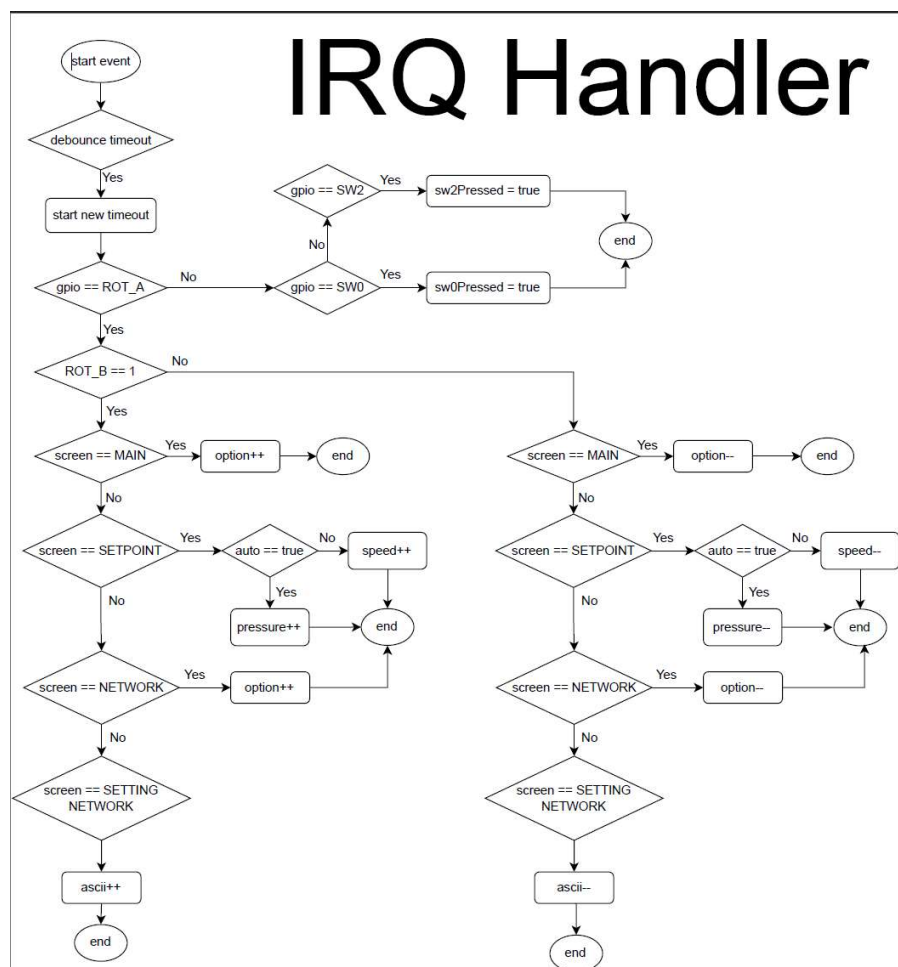 IRQ Handler
start event
debounce timeout
Yes
start new timeout
gpio == SW2
Yes
sw2Pressed = true
end
No
gpio == ROT_A
No
gpio == SW0
Yes
sw0Pressed = true
Yes
ROT_B == 1
No
Yes
screen == MAIN
Yes
option++
end
No
screen == SETPOINT
Yes
auto == true
No
speed++
Yes
pressure++
end
No
screen == NETWORK
Yes
option++
No
screen == SETTING
NETWORK
ascii++
end
screen == MAIN
Yes
option--
end
No
screen == SETPOINT
Yes
auto == true
No
speed--
Yes
pressure--
end
No
screen == NETWORK
Yes
option--
No
screen == SETTING
NETWORK
ascii--
end